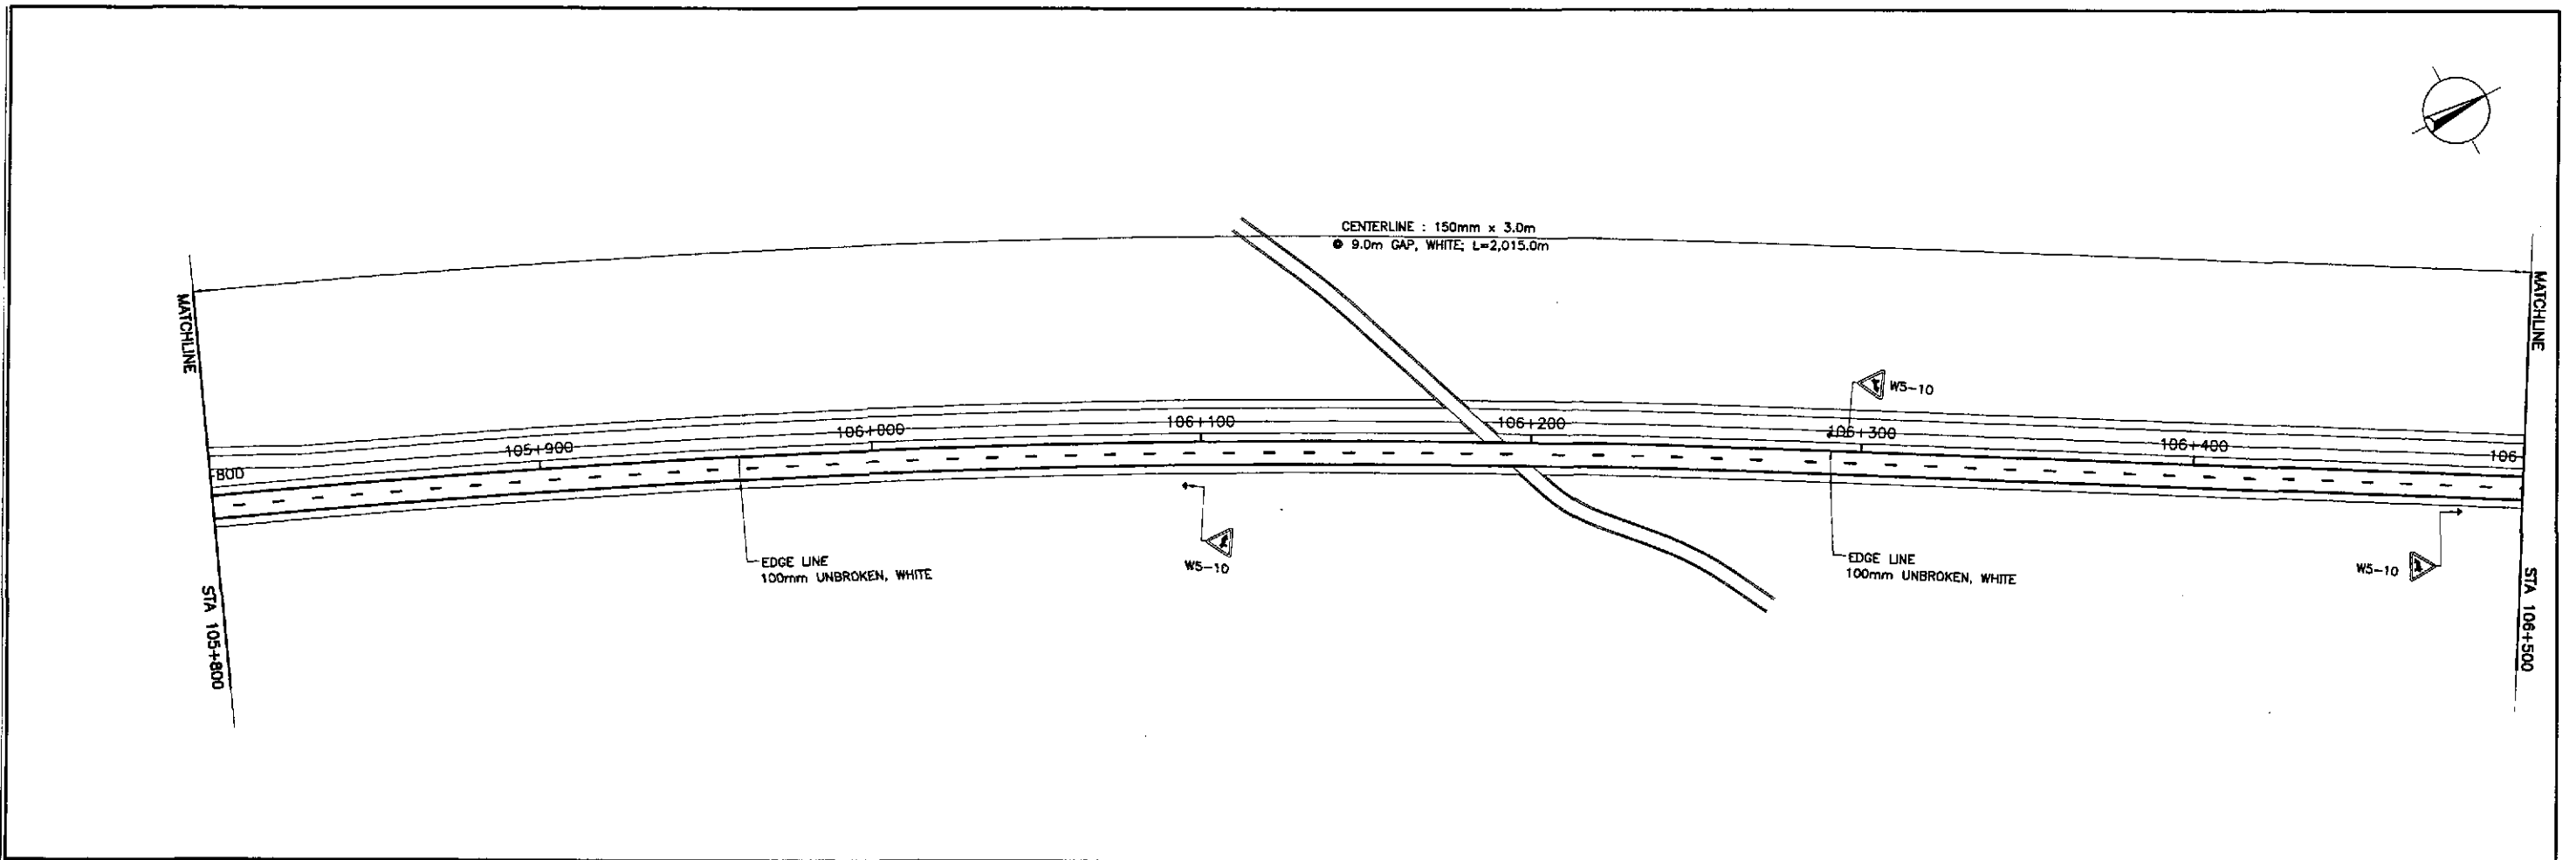 CENTERLINE : 150mm x 3.0m
@ 9.0m GAP, WHITE; L=2,015.0m
MATCHLINE
MATCHLINE
W5-10
106+100
106+200
106+000
106+300
105+900
106+400
106
800
EDGE LINE
100mm UNBROKEN, WHITE
W5-10
EDGE LINE
100mm UNBROKEN, WHITE
W5-10
STA 105+800
STA 106+500